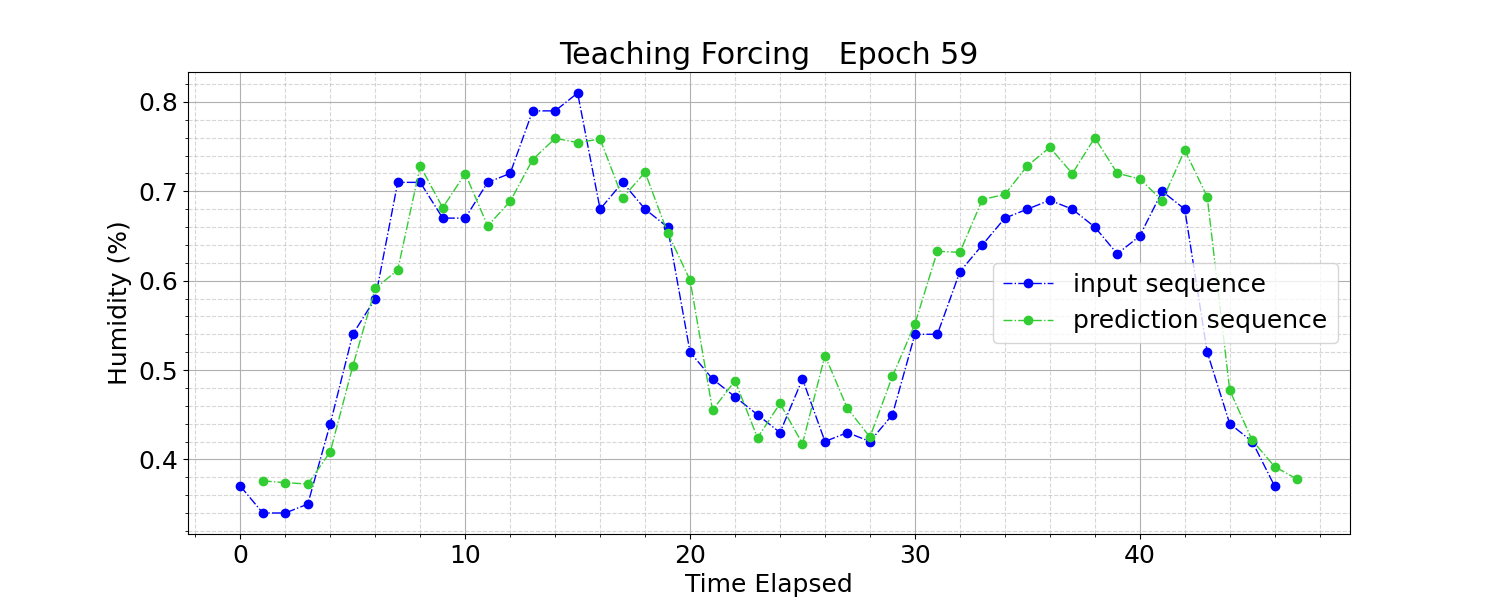 Teaching Forcing   Epoch 59
Humidity (%)
0.8
0.7
0.6
0.5
0.4
input sequence
prediction sequence
0 10 20 30 40
Time Elapsed